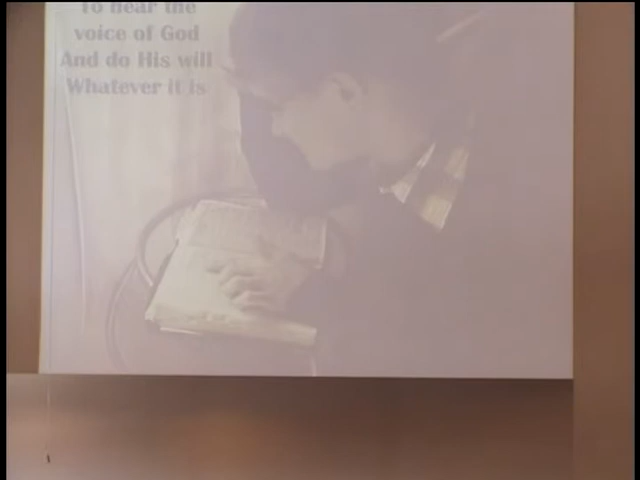 To hear the
voice of God
And do His will
Whatever it is